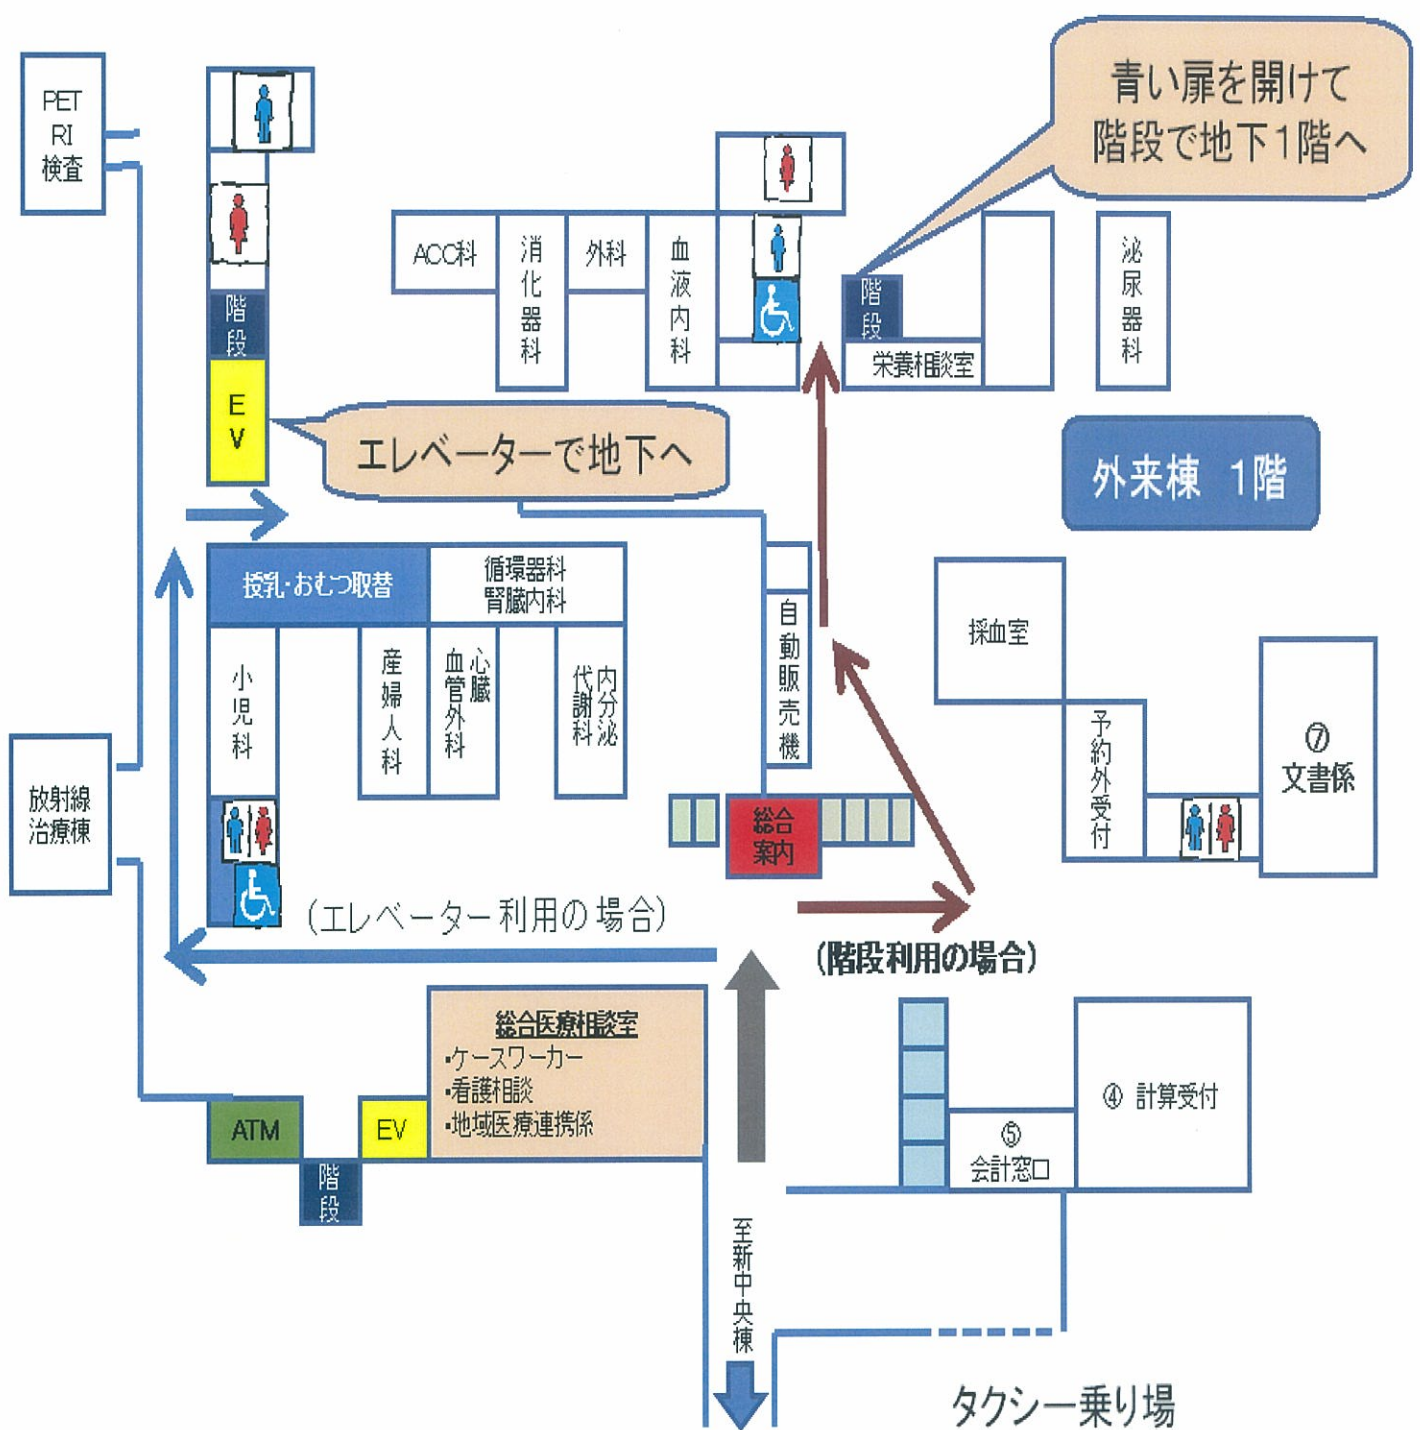 青い扉を開けて
階段で地下1階へ
PET
RI
検査
ACC科
消化器科
外科
血液内科
階段
栄養相談室
泌尿器科
階段
EV
エレベーターで地下へ
外来棟 1階
授乳・おむつ取替
循環器科
腎臓内科
小児科
産婦人科
心臓
血管外科
内分泌
代謝科
自動販売機
採血室
予約外受付
⑦
文書係
放射線
治療棟
総合
案内
(エレベーター利用の場合)
(階段利用の場合)
総合医療相談室
・ケースワーカー
・看護相談
・地域医療連携係
ATM
EV
階段
④ 計算受付
⑤
会計窓口
至新中央棟
タクシー乗り場